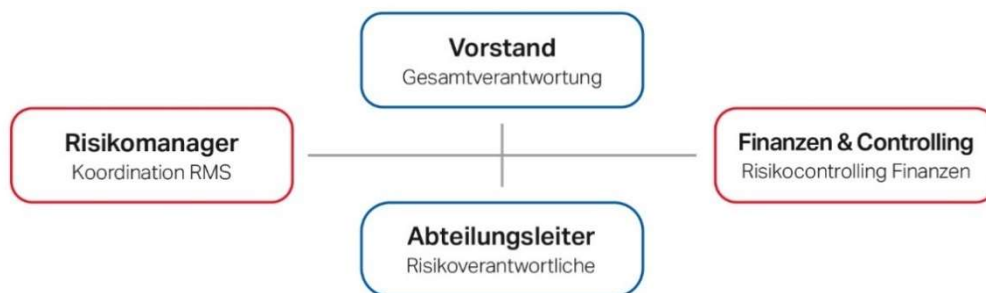 Vorstand
Gesamtverantwortung
Risikomanager
Koordination RMS
Finanzen & Controlling
Risikocontrolling Finanzen
Abteilungsleiter
Risikoverantwortliche